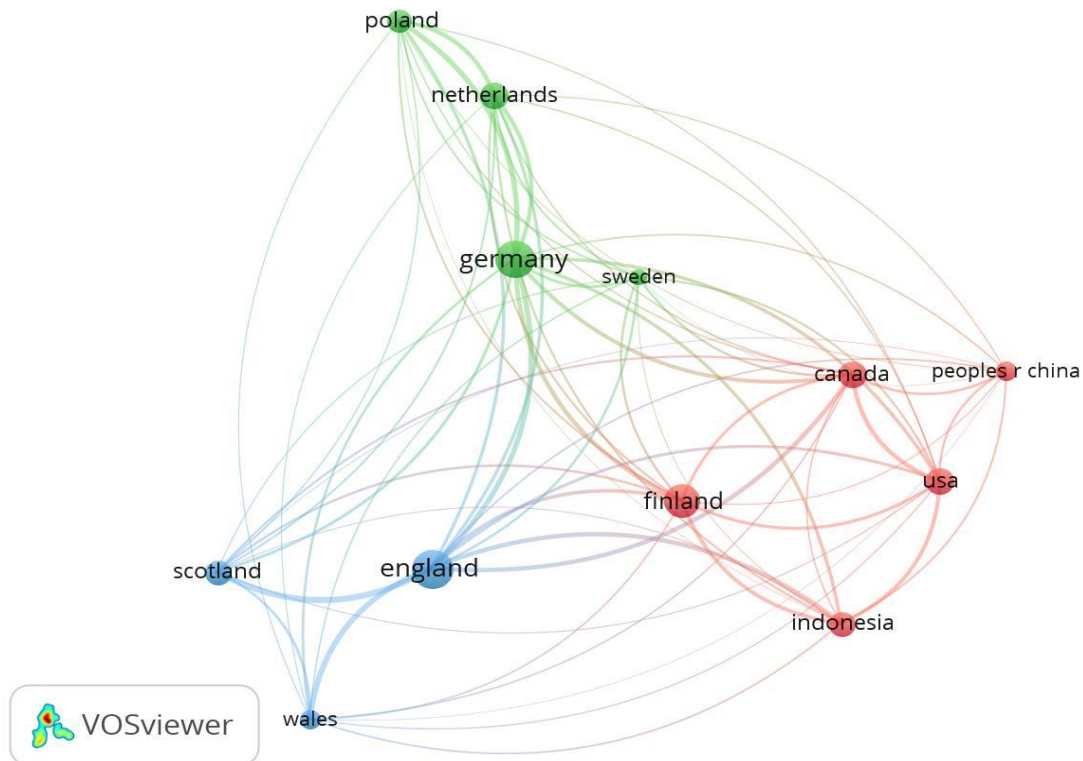 poland
netherlands
germany
sweden
canada
peoples r china
usa
finland
england
scotland
indonesia
wales
VOSviewer